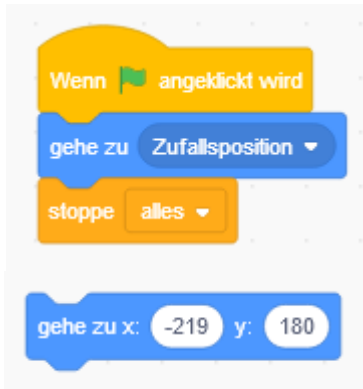 Wenn angeklickt wird
gehe zu Zufallsposition
stoppe alles
gehe zu x: -219 y: 180